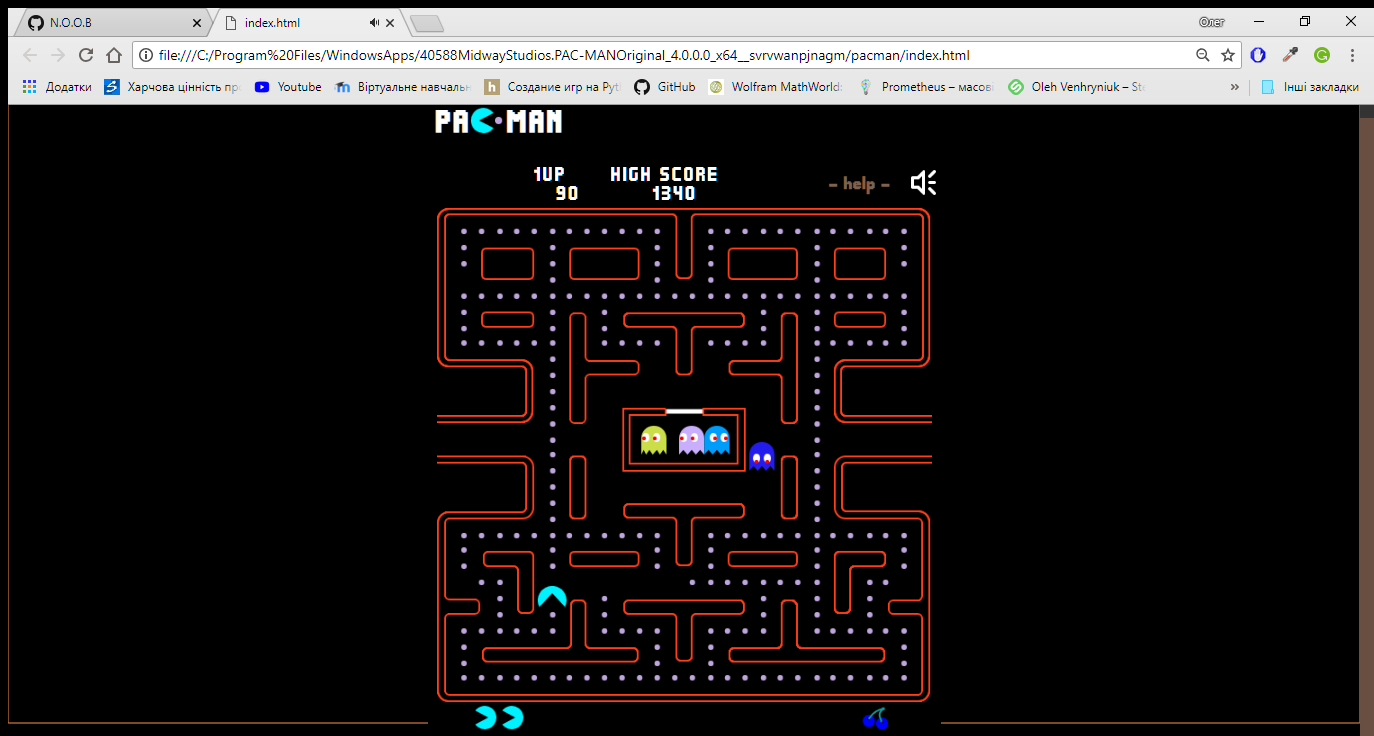 N.O.O.B
index.html
Олег
file:///C:/Program%20Files/WindowsApps/40588MidwayStudios.PAC-MANOriginal_4.0.0.0_x64__svrvwanpjnagm/pacman/index.html
Додатки
Харчова цінність пр
Youtube
Віртуальне навчаль
Создание игр на Pyt
GitHub
Wolfram MathWorld:
Prometheus – масов
Oleh Venhryniuk – Ste
»
Інші закладки
PAC-MAN
1UP HIGH SCORE
90 1340
- help -